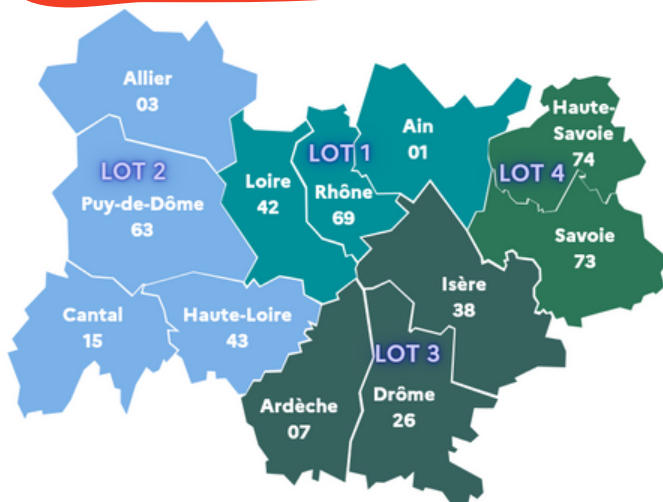 Allier
03
LOT 2
Puy-de-Dôme
63
Cantal
15
Haute-Loire
43
Loire
42
LOT 1
Rhône
69
Ain
01
Haute-
Savoie
74
LOT 4
Savoie
73
Isère
38
LOT 3
Drôme
26
Ardèche
07